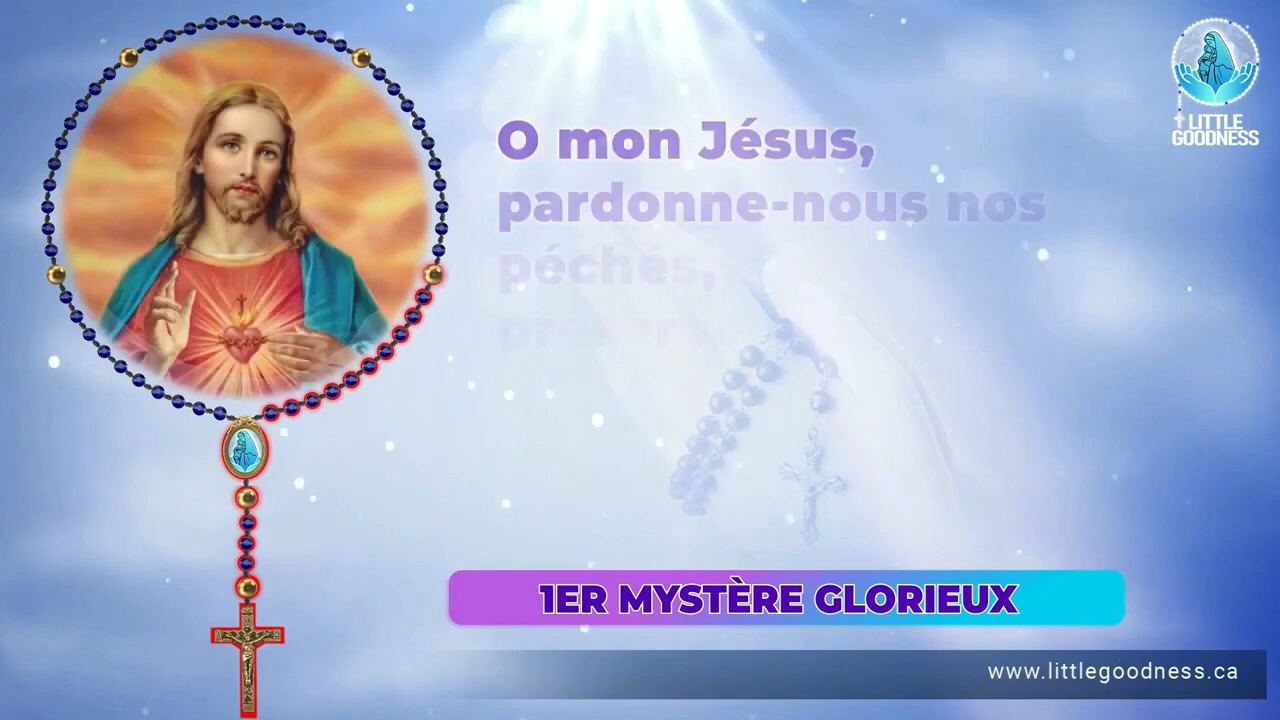 LITTLE
GOODNESS
O mon Jésus,
pardonne-nous nos
péchés,
1ER MYSTÈRE GLORIEUX
www.littlegoodness.ca